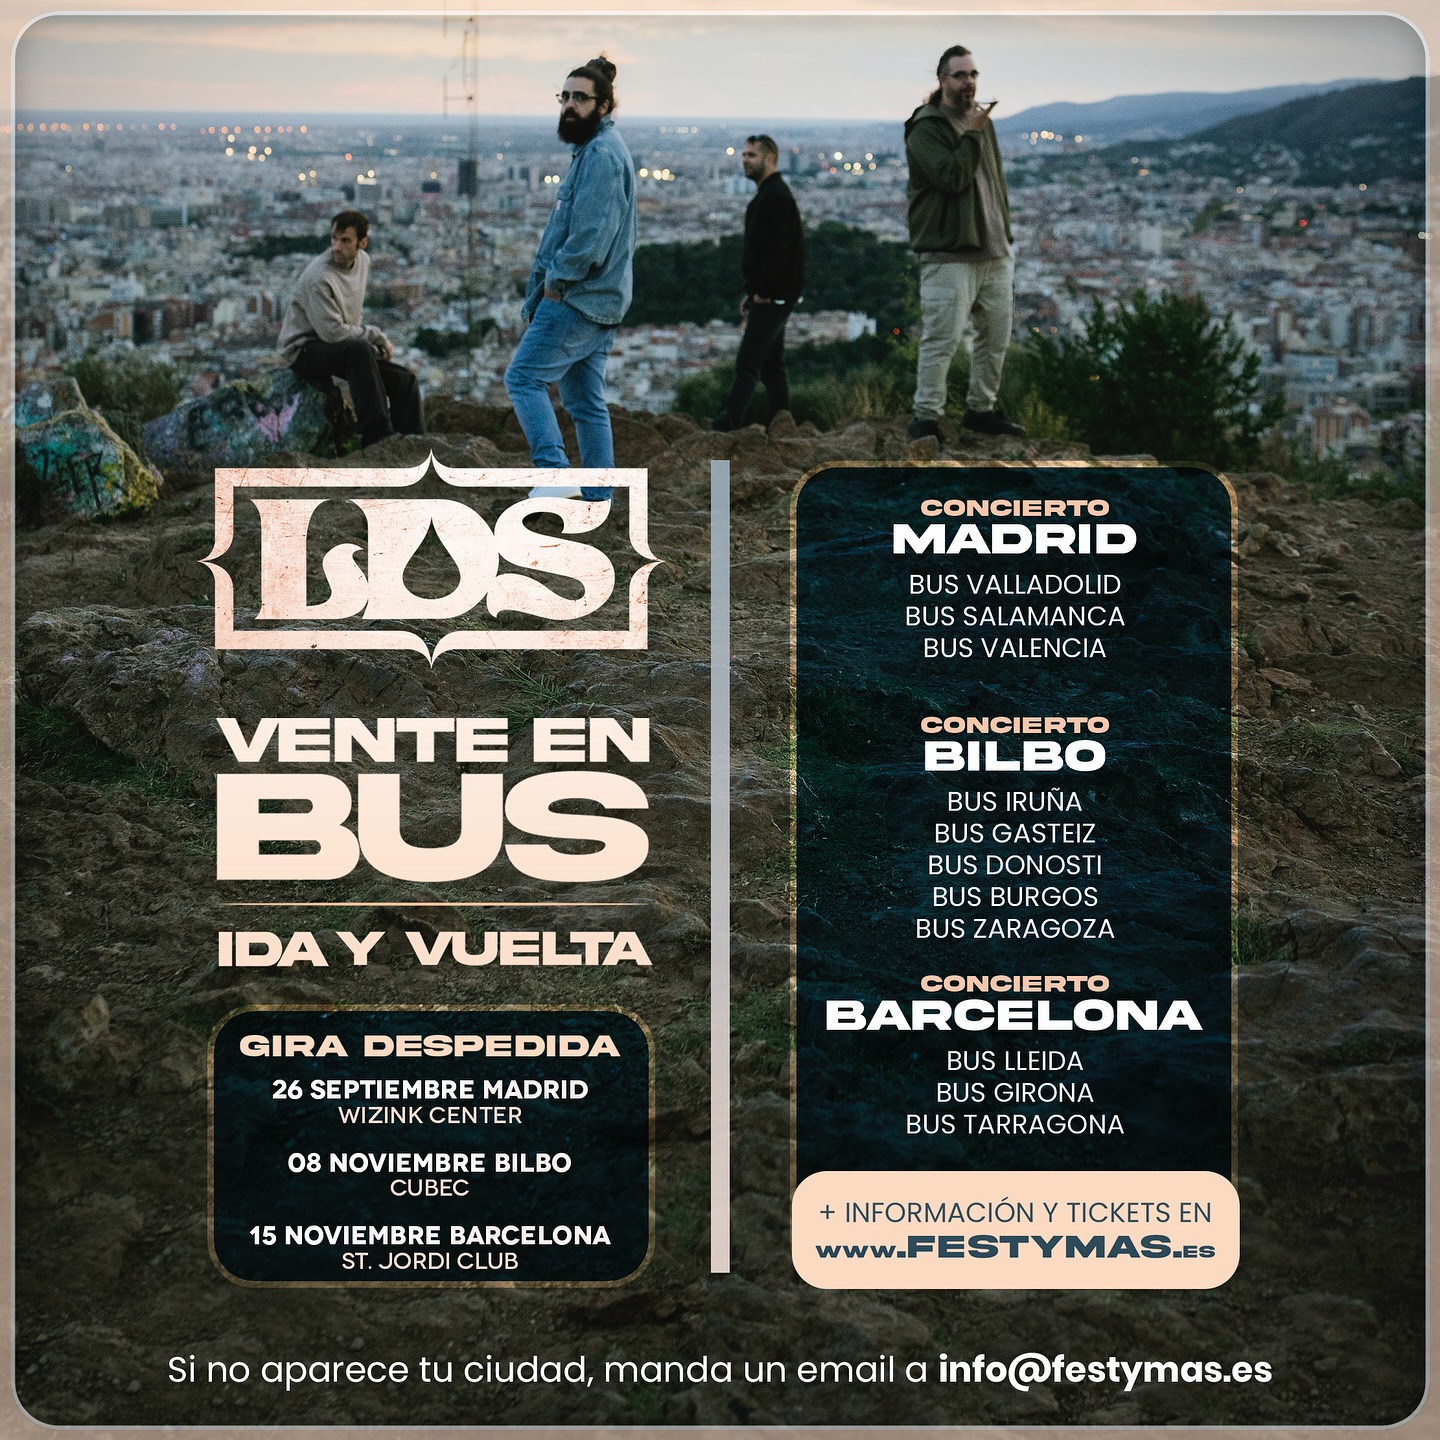 LDS
VENTE EN
BUS
IDA Y VUELTA
GIRA DESPEDIDA
26 SEPTIEMBRE MADRID
WIZINK CENTER
08 NOVIEMBRE BILBO
CUBEC
15 NOVIEMBRE BARCELONA
ST. JORDI CLUB
CONCIERTO
MADRID
BUS VALLADOLID
BUS SALAMANCA
BUS VALENCIA
CONCIERTO
BILBO
BUS IRUÑA
BUS GASTEIZ
BUS DONOSTI
BUS BURGOS
BUS ZARAGOZA
CONCIERTO
BARCELONA
BUS LLEIDA
BUS GIRONA
BUS TARRAGONA
+ INFORMACIÓN Y TICKETS EN
www.FESTYMAS.ES
Si no aparece tu ciudad, manda un email a info@festymas.es